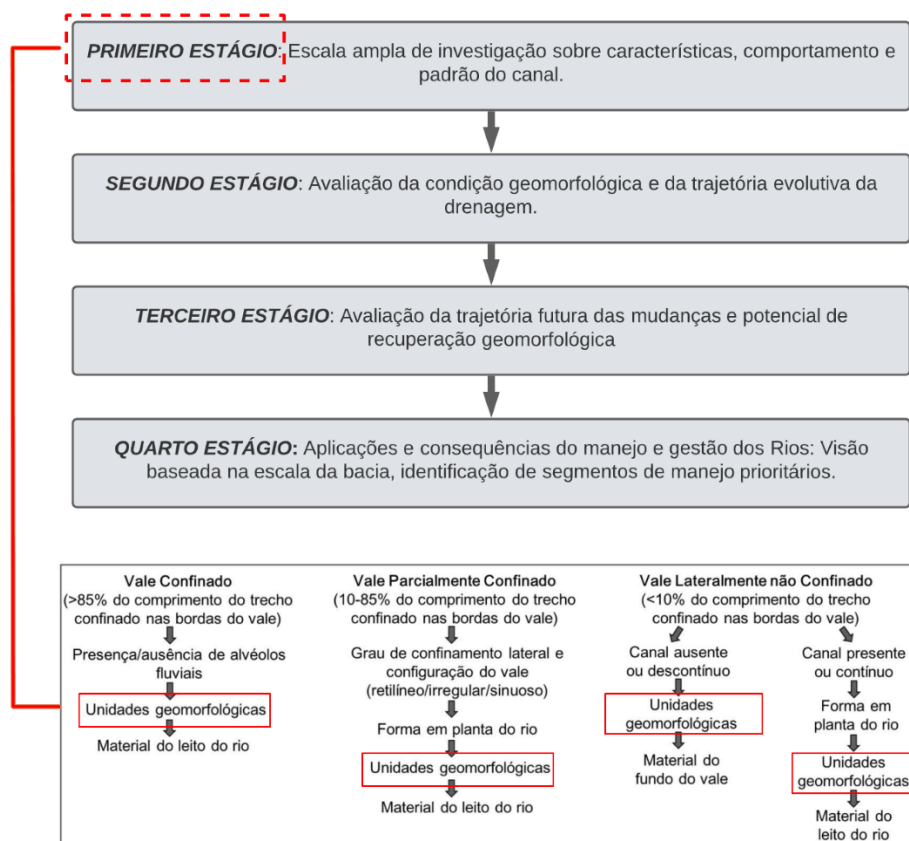 PRIMEIRO ESTÁGIO: Escala ampla de investigação sobre características, comportamento e
padrão do canal.
SEGUNDO ESTÁGIO: Avaliação da condição geomorfológica e da trajetória evolutiva da
drenagem.
TERCEIRO ESTÁGIO: Avaliação da trajetória futura das mudanças e potencial de
recuperação geomorfológica
QUARTO ESTÁGIO: Aplicações e consequências do manejo e gestão dos Rios: Visão
baseada na escala da bacia, identificação de segmentos de manejo prioritários.
Vale Confinado
(>85% do comprimento do trecho
confinado nas bordas do vale)
Presença/ausência de alvéolos
fluviais
Unidades geomorfológicas
Material do leito do rio
Vale Parcialmente Confinado
(10-85% do comprimento do trecho
confinado nas bordas do vale)
Grau de confinamento lateral e
configuração do vale
(retilíneo/irregular/sinuoso)
Forma em planta do rio
Unidades geomorfológicas
Material do leito do rio
Vale Lateralmente não Confinado
(<10% do comprimento do trecho
confinado nas bordas do vale)
Canal ausente
ou descontínuo
Unidades
geomorfológicas
Material do
fundo do vale
Canal presente
ou contínuo
Forma em
planta do rio
Unidades
geomorfológicas
Material do
leito do rio